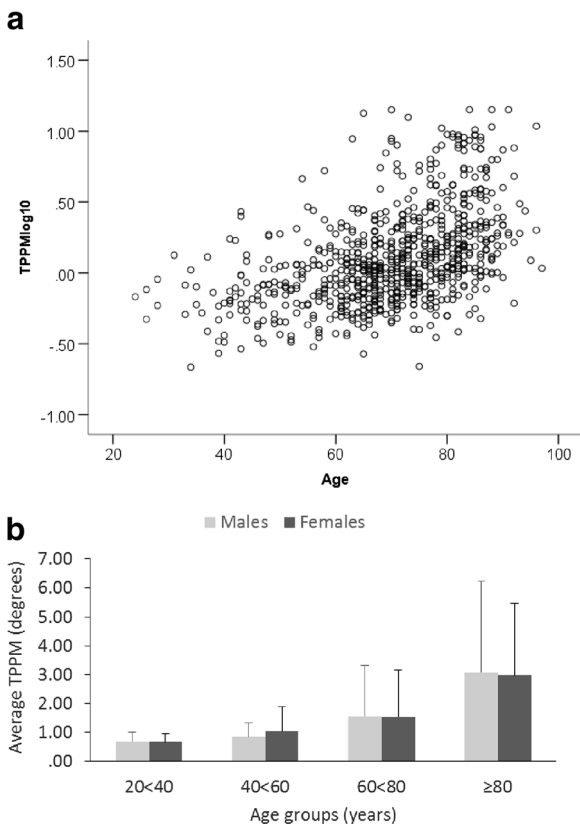 a
1.50
1.00
.50
.00
-.50
-1.00
TPPMlog10
20 40 60 80 100
Age
b
Males Females
7.00
6.00
5.00
4.00
3.00
2.00
1.00
.00
Average TPPM (degrees)
20<40 40<60 60<80 ≥80
Age groups (years)